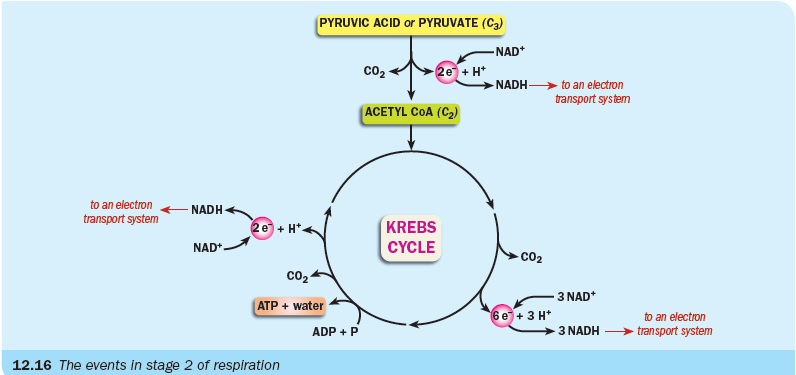 PYRUVIC ACID or PYRUVATE (C₃)
NAD⁺
CO₂
2e⁻ + H⁺
NADH
to an electron
transport system
ACETYL CoA (C₂)
to an electron
transport system
NADH
2e⁻ + H⁺
NAD⁺
KREBS
CYCLE
CO₂
CO₂
ATP + water
ADP + P
3 NAD⁺
6e⁻ + 3 H⁺
3 NADH
to an electron
transport system
12.16 The events in stage 2 of respiration